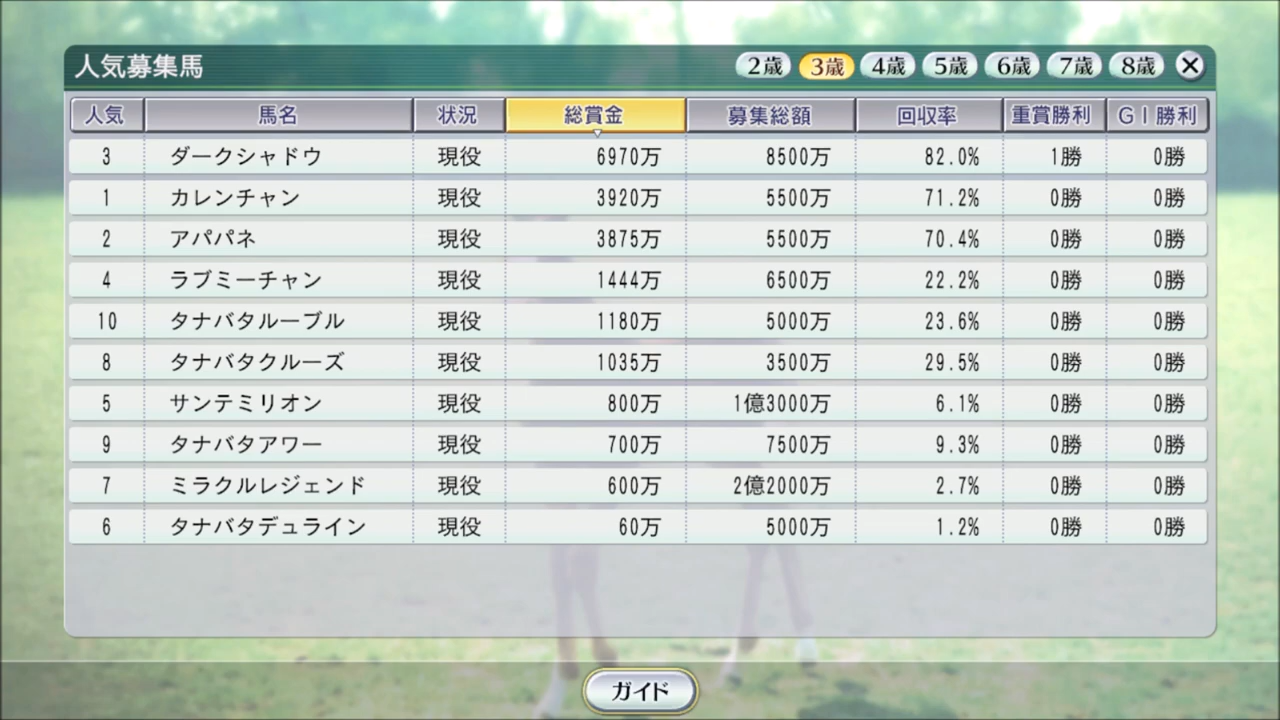 人気募集馬 2歳 3歳 4歳 5歳 6歳 7歳 8歳
人気 馬名 状況 総賞金 募集総額 回収率 重賞勝利 GI勝利
3 ダークシャドウ 現役 6970万 8500万 82.0% 1勝 0勝
1 カレンチャン 現役 3920万 5500万 71.2% 0勝 0勝
2 アパパネ 現役 3875万 5500万 70.4% 0勝 0勝
4 ラブミーチャン 現役 1444万 6500万 22.2% 0勝 0勝
10 タナバタルーブル 現役 1180万 5000万 23.6% 0勝 0勝
8 タナバタクルーズ 現役 1035万 3500万 29.5% 0勝 0勝
5 サンテミリオン 現役 800万 1億3000万 6.1% 0勝 0勝
9 タナバタアワー 現役 700万 7500万 9.3% 0勝 0勝
7 ミラクルレジェンド 現役 600万 2億2000万 2.7% 0勝 0勝
6 タナバタデュライン 現役 60万 5000万 1.2% 0勝 0勝
ガイド